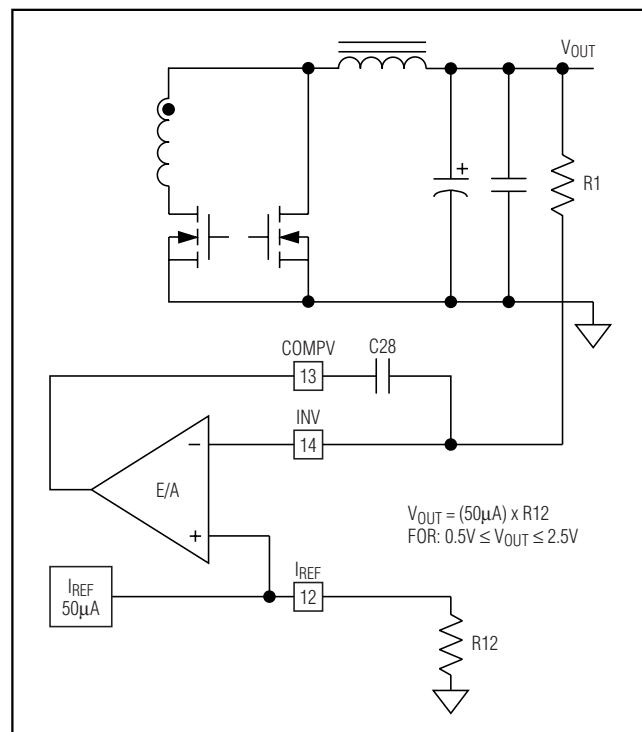 VOUT
+
R1
COMPV
C28
13
INV
14
−
E/A
+
VOUT = (50µA) x R12
FOR: 0.5V ≤ VOUT ≤ 2.5V
IREF
50µA
IREF
12
R12